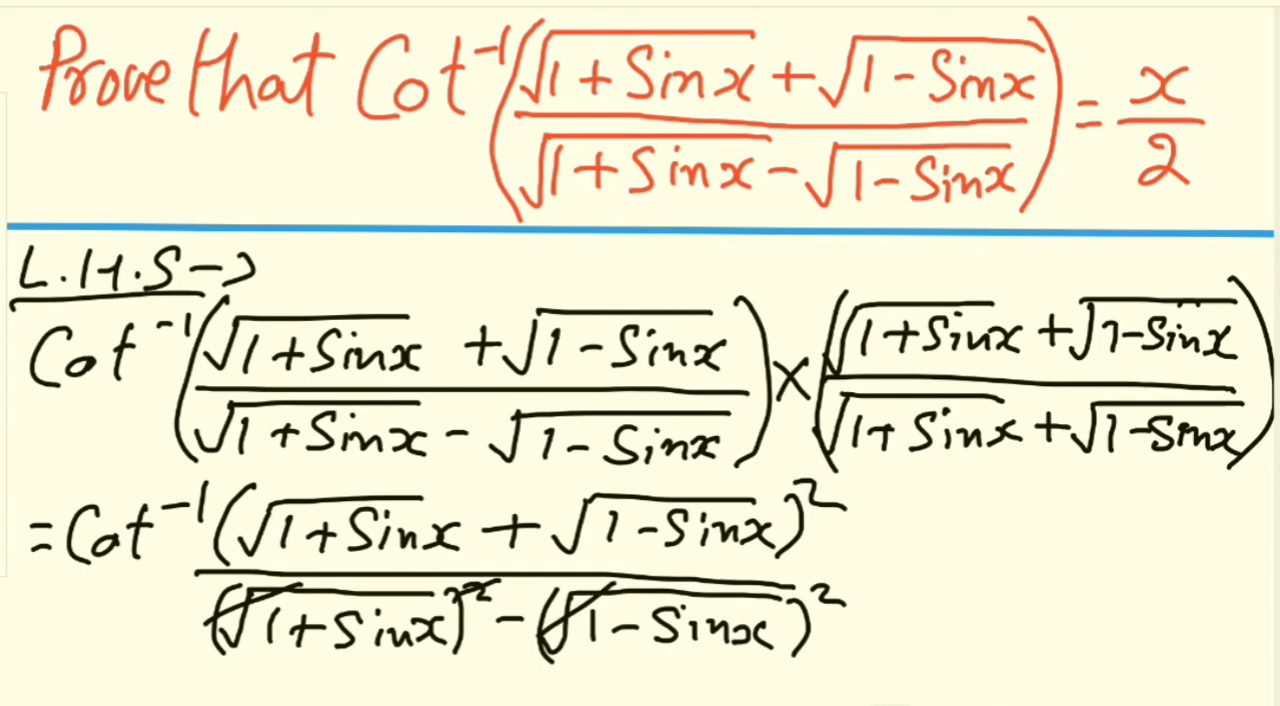 Prove that Cot⁻¹((√(1+Sinx) + √(1-Sinx))/(√(1+Sinx) - √(1-Sinx))) = x/2
L.H.S→
Cot⁻¹((√(1+Sinx) + √(1-Sinx))/(√(1+Sinx) - √(1-Sinx))) × ((√(1+Sinx) + √(1-Sinx))/(√(1+Sinx) + √(1-Sinx)))
= Cot⁻¹ (√(1+Sinx) + √(1-Sinx))²/((√(1+Sinx))² - (√(1-Sinx))²)